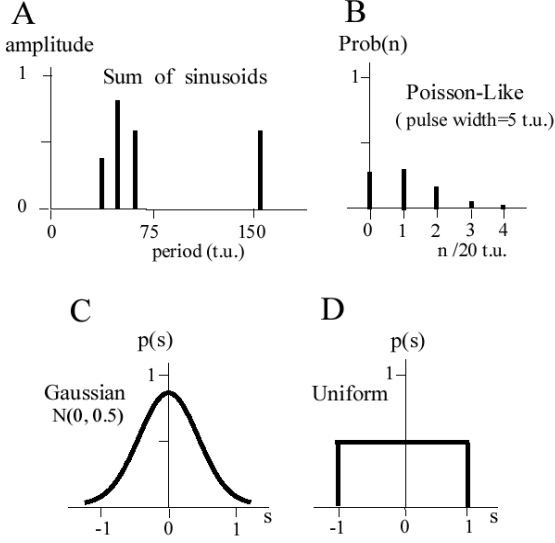 A
amplitude
1
Sum of sinusoids
0
0 75 150
period (t.u.)
B
Prob(n)
1
Poisson-Like
( pulse width=5 t.u.)
0 1 2 3 4
n /20 t.u.
C
p(s)
1
Gaussian
N(0, 0.5)
-1 0 1 s
D
p(s)
1
Uniform
-1 0 1 s